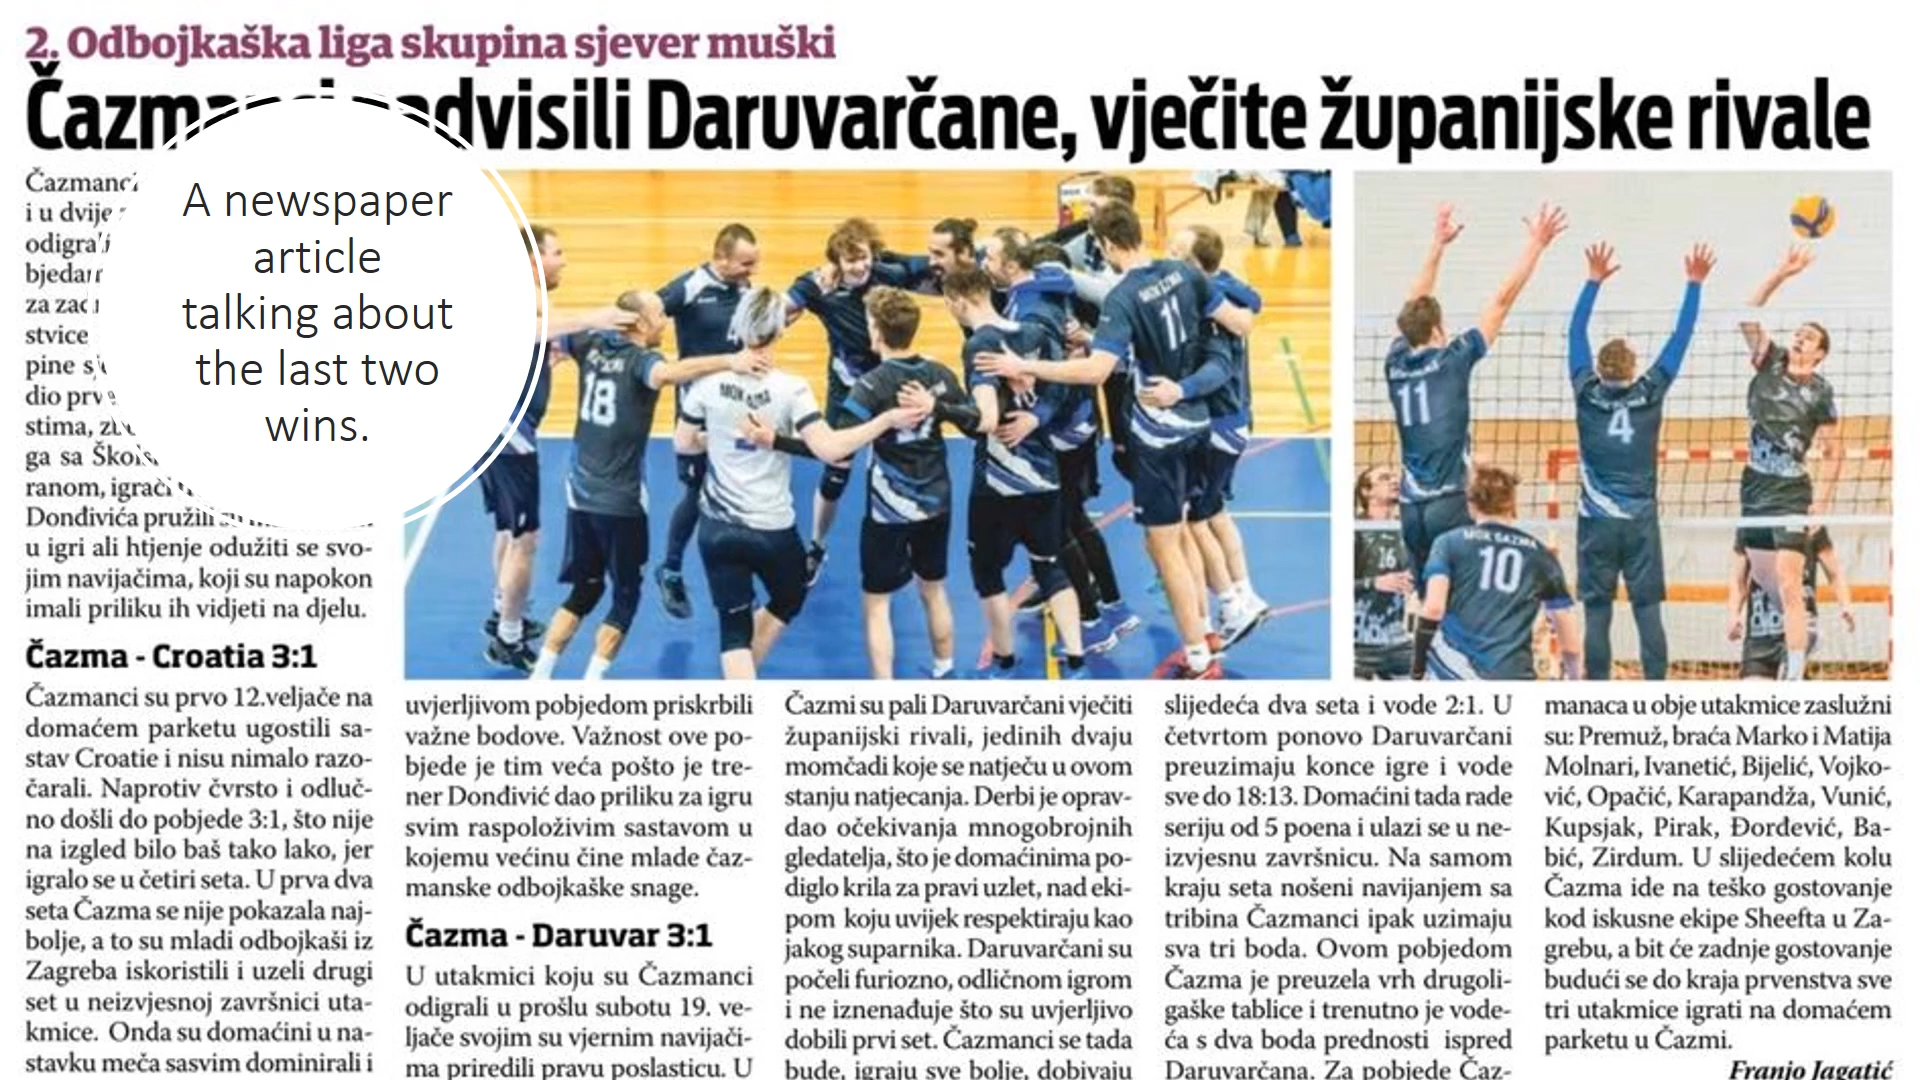 2. Odbojkaška liga skupina sjever muški
Daruvarčane, vječite županijske rivale
A newspaper
article
talking about
the last two
wins.
Čazmanci
i u dvije
stvice
pine
dio
stima,
ga sa
ranom, igrači
Dondivića pružili
u igri ali htjenje odužiti se svo-
jim navijačima, koji su napokon
imali priliku ih vidjeti na djelu.
Čazma - Croatia 3:1
Čazmanci su prvo 12.veljače na
domaćem parketu ugostili sa-
stav Croatie i nisu nimalo razo-
čarali. Naprotiv čvrsto i odluč-
no došli do pobjede 3:1, što nije
na izgled bilo baš tako lako, jer
igralo se u četiri seta. U prva dva
seta Čazma se nije pokazala naj-
bolje, a to su mladi odbojkaši iz
Zagreba iskoristili i uzeli drugi
set u neizvjesnoj završnici uta-
kmice. Onda su domaćini u na-
stavku meča sasvim dominirali i
uvjerljivom pobjedom priskrbili
važne bodove. Važnost ove po-
bjede je tim veća pošto je tre-
ner Dondivić dao priliku za igru
svim raspoloživim sastavom u
kojemu većinu čine mlade čaz-
manske odbojkaške snage.
Čazma - Daruvar 3:1
U utakmici koju su Čazmanci
odigrali u prošlu subotu 19. ve-
ljače svojim su vjernim navijači-
ma priredili pravu poslasticu. U
Čazmi su pali Daruvarčani vječiti
županijski rivali, jedinih dvaju
momčadi koje se natječu u ovom
stanju natjecanja. Derbi je oprav-
dao očekivanja mnogobrojnih
gledatelja, što je domaćinima po-
diglo krila za pravi uzlet, nad eki-
pom koju uvijek respektiraju kao
jakog suparnika. Daruvarčani su
počeli furiozno, odličnom igrom
i ne iznenađuje što su uvjerljivo
dobili prvi set. Čazmanci se tada
bude, igraju sve bolje, dobivaju
slijedeća dva seta i vode 2:1. U
četvrtom ponovo Daruvarčani
preuzimaju konce igre i vode
sve do 18:13. Domaćini tada rade
seriju od 5 poena i ulazi se u ne-
izvjesnu završnicu. Na samom
kraju seta nošeni navijanjem sa
tribina Čazmanci ipak uzimaju
sva tri boda. Ovom pobjedom
Čazma je preuzela vrh drugoli-
gaške tablice i trenutno je vode-
ća s dva boda prednosti ispred
Daruvarčana. Za pobjede Čaz-
manaca u obje utakmice zaslužni
su: Premuž, braća Marko i Matija
Molnari, Ivanetić, Bijelić, Vojko-
vić, Opačić, Karapandža, Vunić,
Kupsjak, Pirak, Đorđević, Ba-
bić, Zirdum. U slijedećem kolu
Čazma ide na teško gostovanje
kod iskusne ekipe Sheefta u Za-
grebu, a bit će zadnje gostovanje
budući se do kraja prvenstva sve
tri utakmice igrati na domaćem
parketu u Čazmi.
Franjo Jagatić
18
11
11
4
MOK ČAZMA
10
16